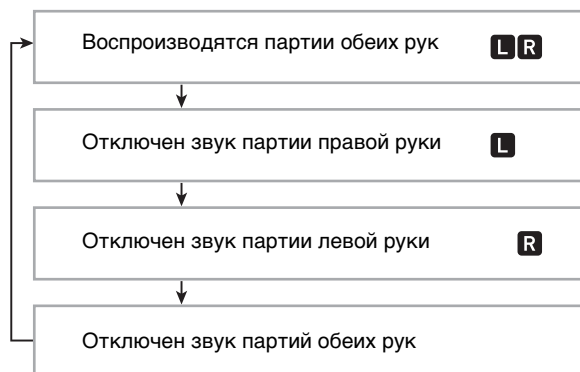 Воспроизводятся партии обеих рук L R
Отключен звук партии правой руки L
Отключен звук партии левой руки R
Отключен звук партий обеих рук